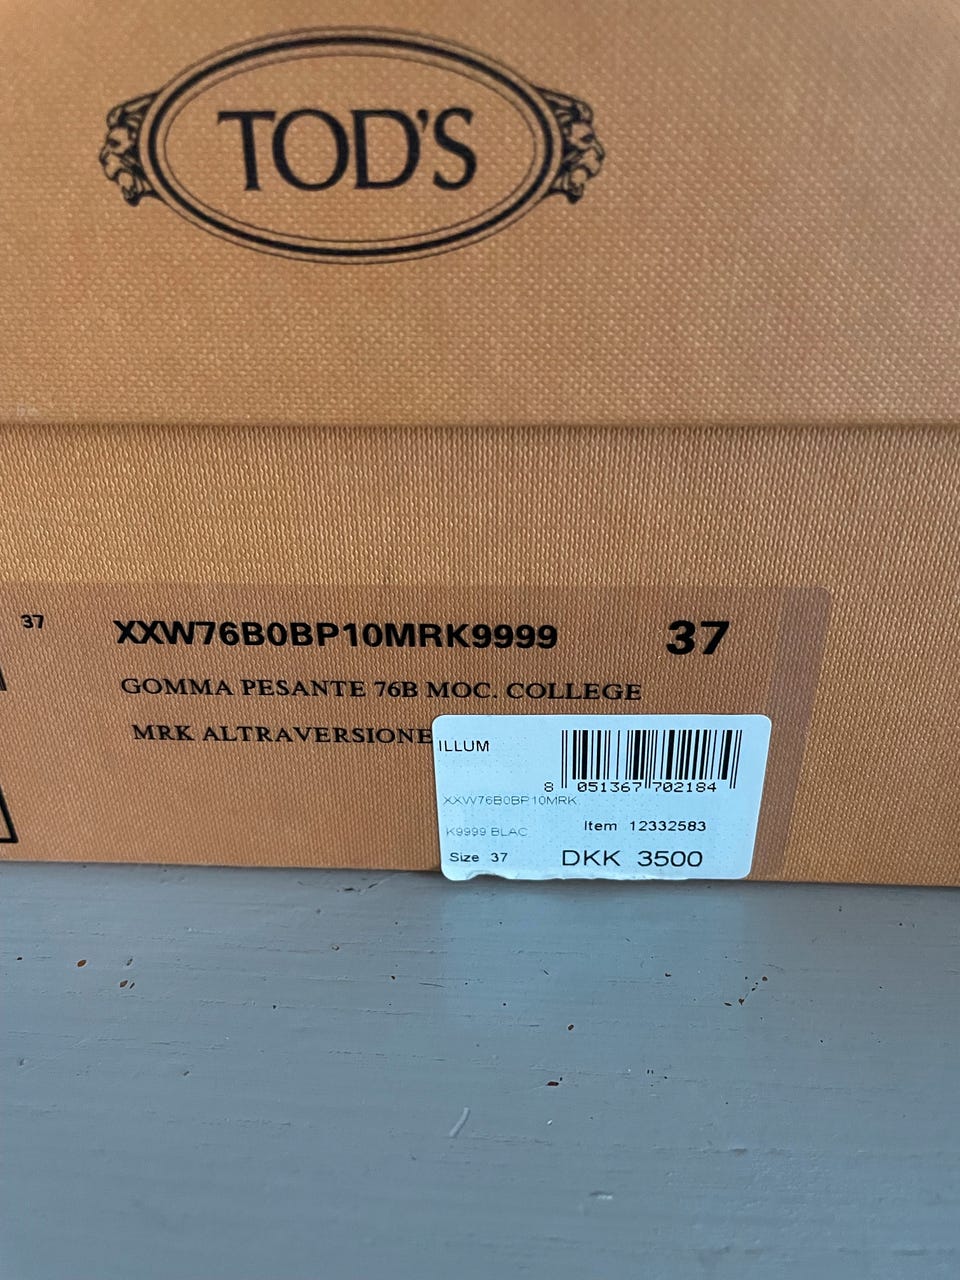 TOD'S
37
XXW76B0BP10MRK9999
37
GOMMA PESANTE 76B MOC. COLLEGE
MRK ALTRAVERSIONE
ILLUM
8 051367 702184
XXW76B0BP10MRK
K9999 BLAC
Item 12332583
Size 37
DKK 3500